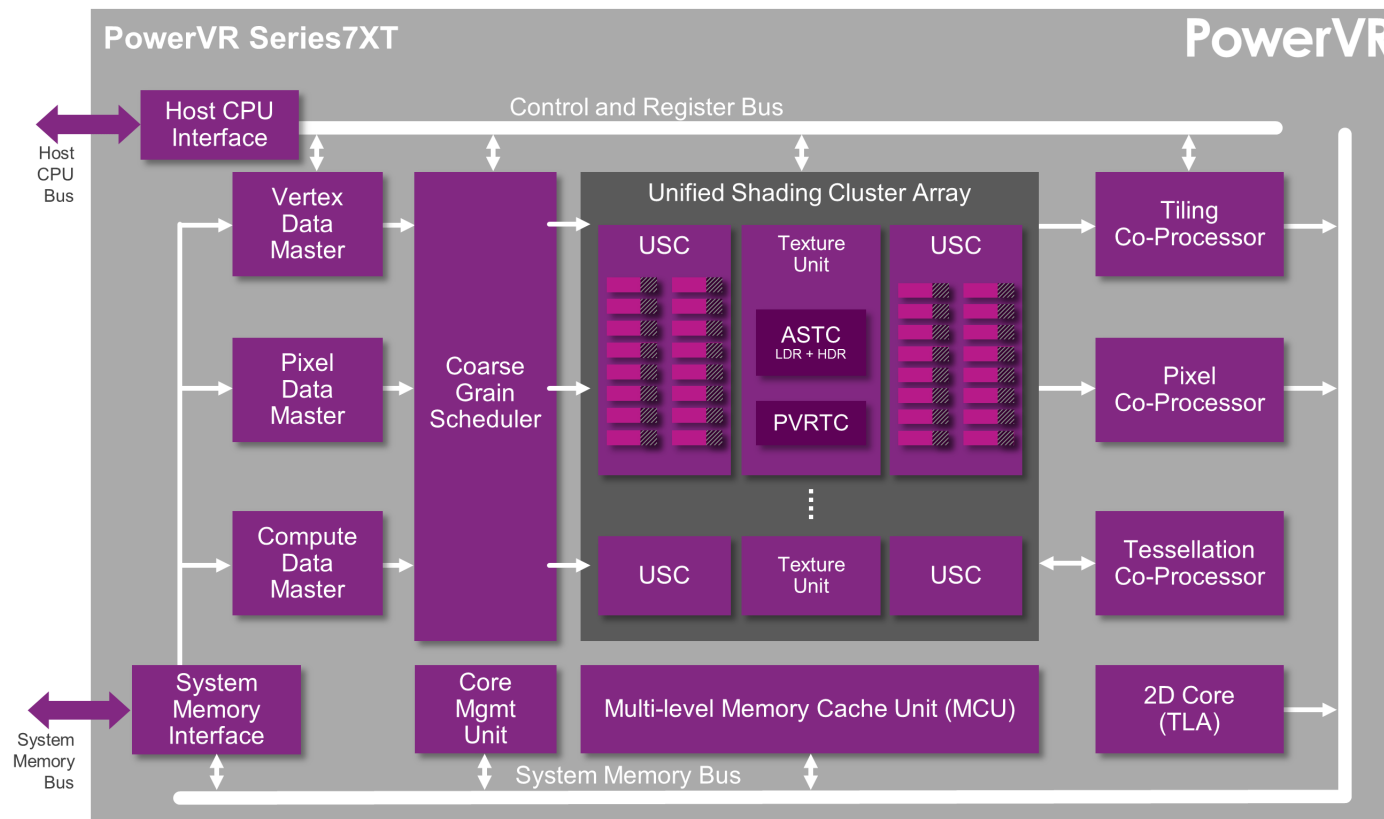 PowerVR Series7XT
PowerVR
Host CPU
Interface
Control and Register Bus
Host
CPU
Bus
Vertex
Data
Master
Unified Shading Cluster Array
Tiling
Co-Processor
USC
Texture
Unit
USC
ASTC
LDR + HDR
PVRTC
Pixel
Data
Master
Coarse
Grain
Scheduler
Pixel
Co-Processor
Compute
Data
Master
USC
Texture
Unit
USC
Tessellation
Co-Processor
System
Memory
Interface
Core
Mgmt
Unit
Multi-level Memory Cache Unit (MCU)
2D Core
(TLA)
System
Memory
Bus
System Memory Bus